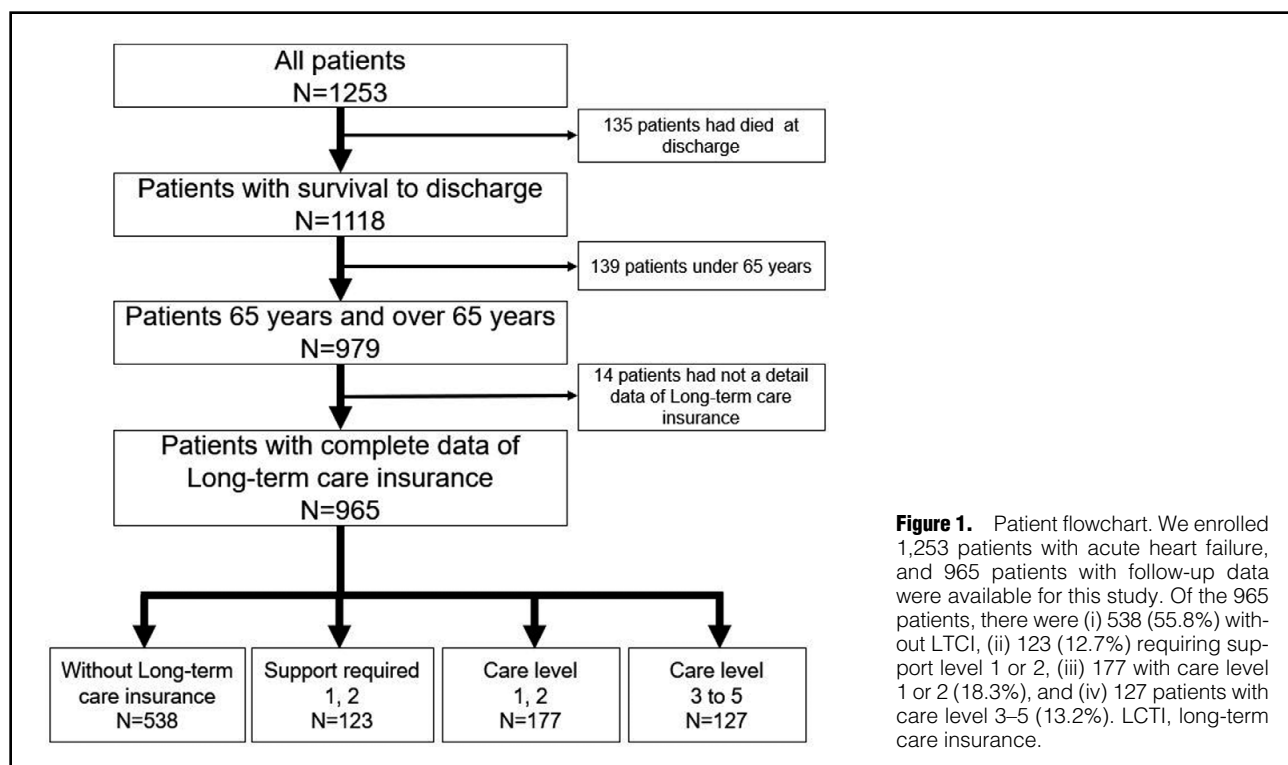 All patients
N=1253
135 patients had died at
discharge
Patients with survival to discharge
N=1118
139 patients under 65 years
Patients 65 years and over 65 years
N=979
14 patients had not a detail
data of Long-term care
insurance
Patients with complete data of
Long-term care insurance
N=965
Without Long-term
care insurance
N=538
Support required
1, 2
N=123
Care level
1, 2
N=177
Care level
3 to 5
N=127
Figure 1. Patient flowchart. We enrolled
1,253 patients with acute heart failure,
and 965 patients with follow-up data
were available for this study. Of the 965
patients, there were (i) 538 (55.8%) with-
out LTCI, (ii) 123 (12.7%) requiring sup-
port level 1 or 2, (iii) 177 with care level
1 or 2 (18.3%), and (iv) 127 patients with
care level 3–5 (13.2%). LCTI, long-term
care insurance.